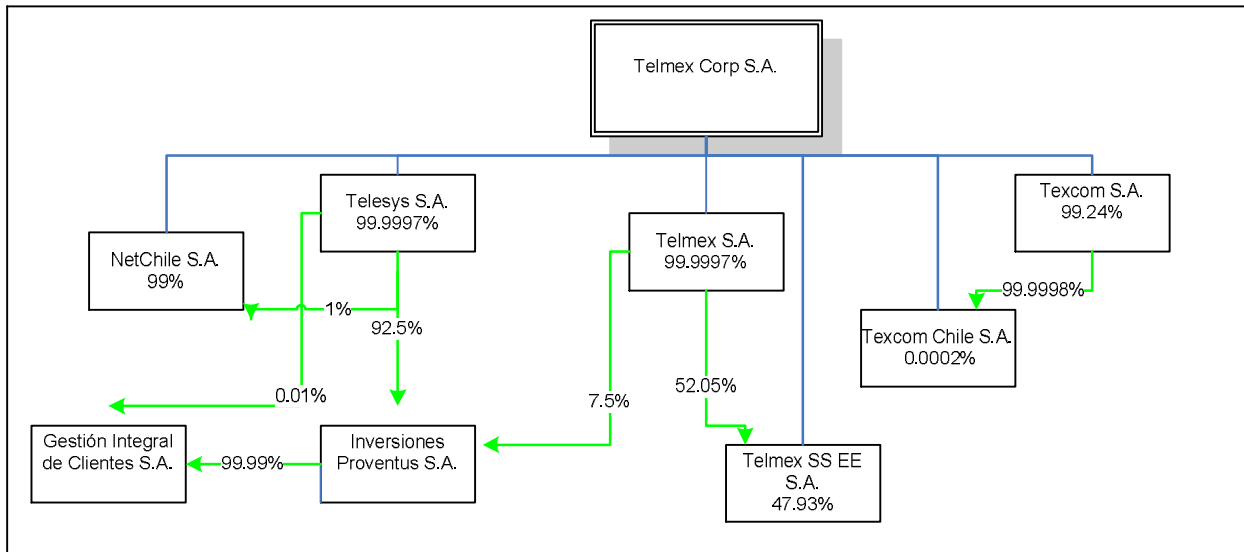 Telmex Corp S.A.
Telesys S.A.
99.9997%
Texcom S.A.
99.24%
NetChile S.A.
99%
Telmex S.A.
99.9997%
1%
92.5%
99.9998%
Texcom Chile S.A.
0.0002%
0.01%
7.5%
52.05%
Gestión Integral
de Clientes S.A.
99.99%
Inversiones
Proventus S.A.
Telmex SS EE
S.A.
47.93%